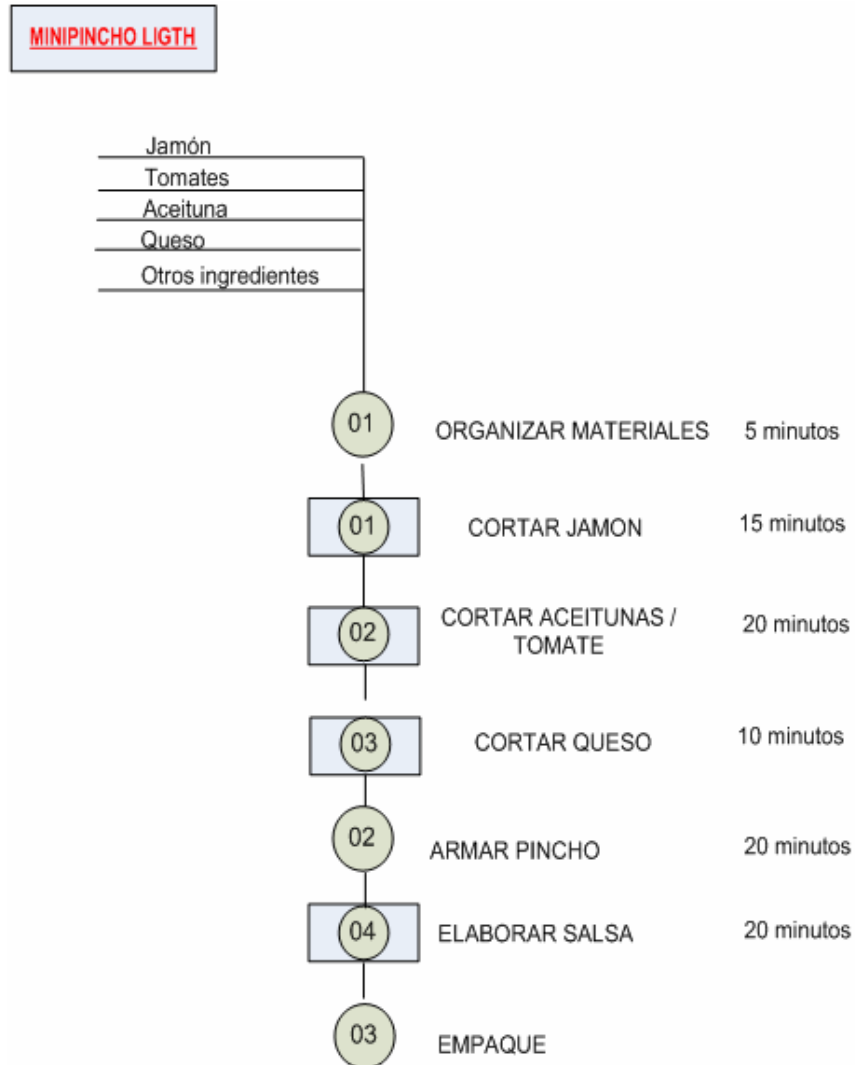 MINIPINCHO LIGTH
Jamón
Tomates
Aceituna
Queso
Otros ingredientes
01 ORGANIZAR MATERIALES 5 minutos
01 CORTAR JAMON 15 minutos
02 CORTAR ACEITUNAS / 20 minutos
TOMATE
03 CORTAR QUESO 10 minutos
02 ARMAR PINCHO 20 minutos
04 ELABORAR SALSA 20 minutos
03 EMPAQUE